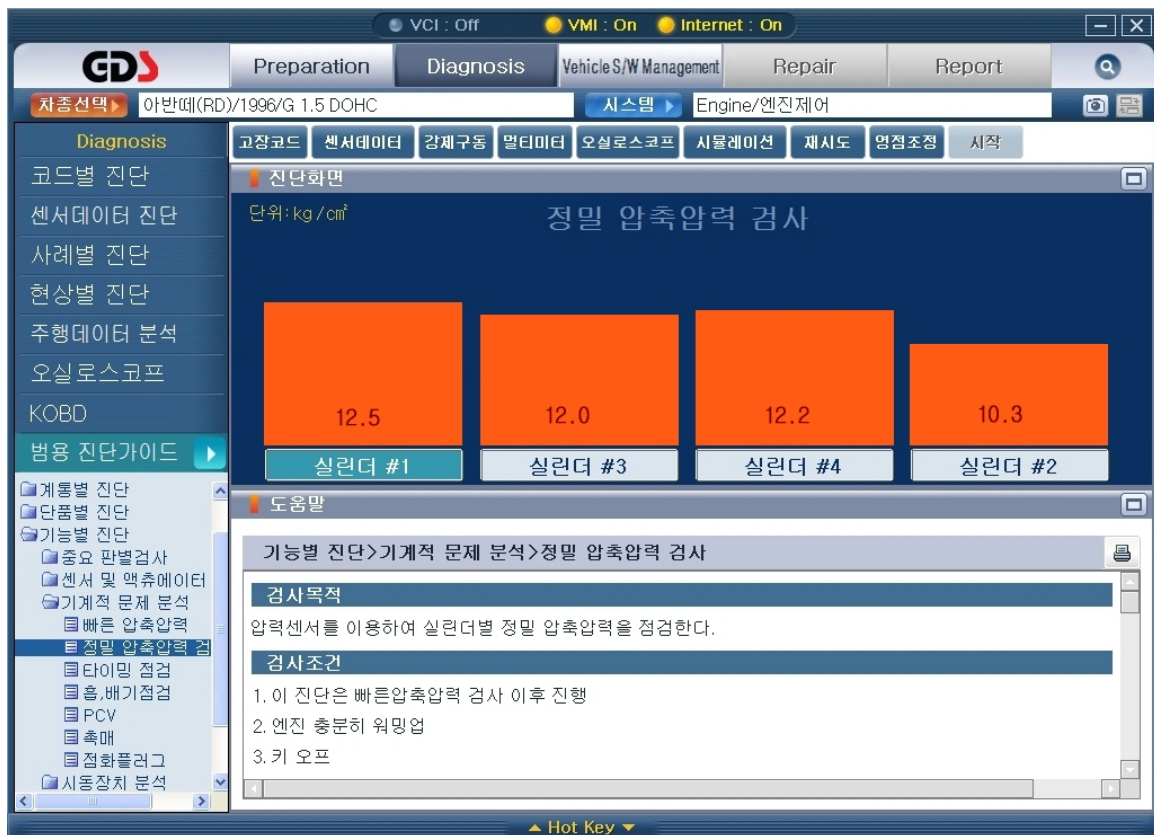 VCI : Off VMI : On Internet : On
GDS Preparation Diagnosis Vehicle S/W Management Repair Report
차종선택 아반떼(RD)/1996/G 1.5 DOHC 시스템 Engine/엔진제어
Diagnosis
고장코드 센서데이터 강제구동 멀티미터 오실로스코프 시뮬레이션 재시도 영점조정 시작
코드별 진단
센서데이터 진단
사례별 진단
현상별 진단
주행데이터 분석
오실로스코프
KOBD
범용 진단가이드
계통별 진단
단품별 진단
기능별 진단
중요 판별검사
센서 및 액츄에이터
기계적 문제 분석
빠른 압축압력
정밀 압축압력 검
타이밍 점검
흡,배기점검
PCV
촉매
점화플러그
시동장치 분석
진단화면
단위:kg/㎠ 정밀 압축압력 검사
12.5 12.0 12.2 10.3
실린더 #1 실린더 #3 실린더 #4 실린더 #2
도움말
기능별 진단>기계적 문제 분석>정밀 압축압력 검사
검사목적
압력센서를 이용하여 실린더별 정밀 압축압력을 점검한다.
검사조건
1. 이 진단은 빠른압축압력 검사 이후 진행
2. 엔진 충분히 워밍업
3. 키 오프
Hot Key